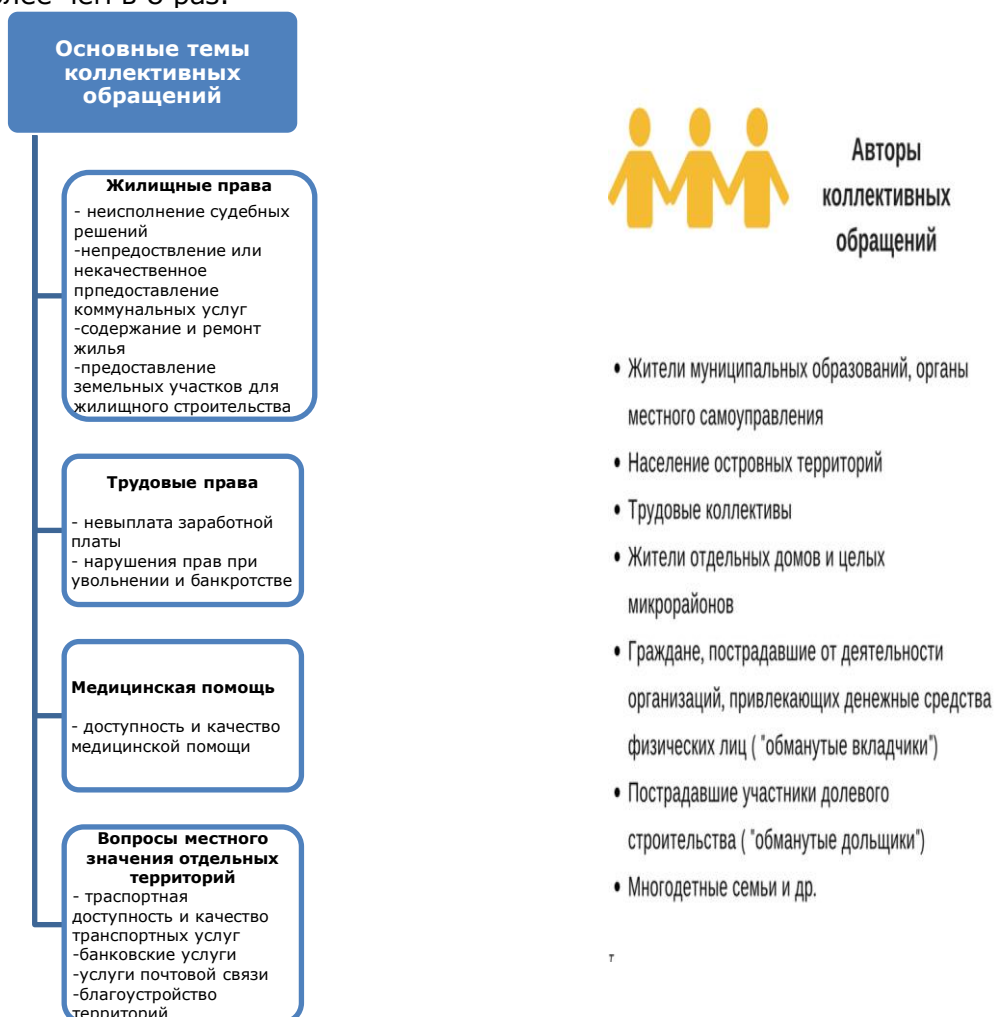 более чем в 6 раз.
Основные темы
коллективных
обращений
Жилищные права
- неисполнение судебных
решений
-непредоствление или
некачественное
прпедоставление
коммунальных услуг
-содержание и ремонт
жилья
-предоставление
земельных участков для
жилищного строительства
Трудовые права
- невыплата заработной
платы
- нарушения прав при
увольнении и банкротстве
Медицинская помощь
- доступность и качество
медицинской помощи
Вопросы местного
значения отдельных
территорий
- траспортная
доступность и качество
транспортных услуг
-банковские услуги
-услуги почтовой связи
-благоустройство
территорий
Авторы
коллективных
обращений
• Жители муниципальных образований, органы
местного самоуправления
• Население островных территорий
• Трудовые коллективы
• Жители отдельных домов и целых
микрорайонов
• Граждане, пострадавшие от деятельности
организаций, привлекающих денежные средства
физических лиц ( "обманутые вкладчики")
• Пострадавшие участники долевого
строительства ( "обманутые дольщики")
• Многодетные семьи и др.
т